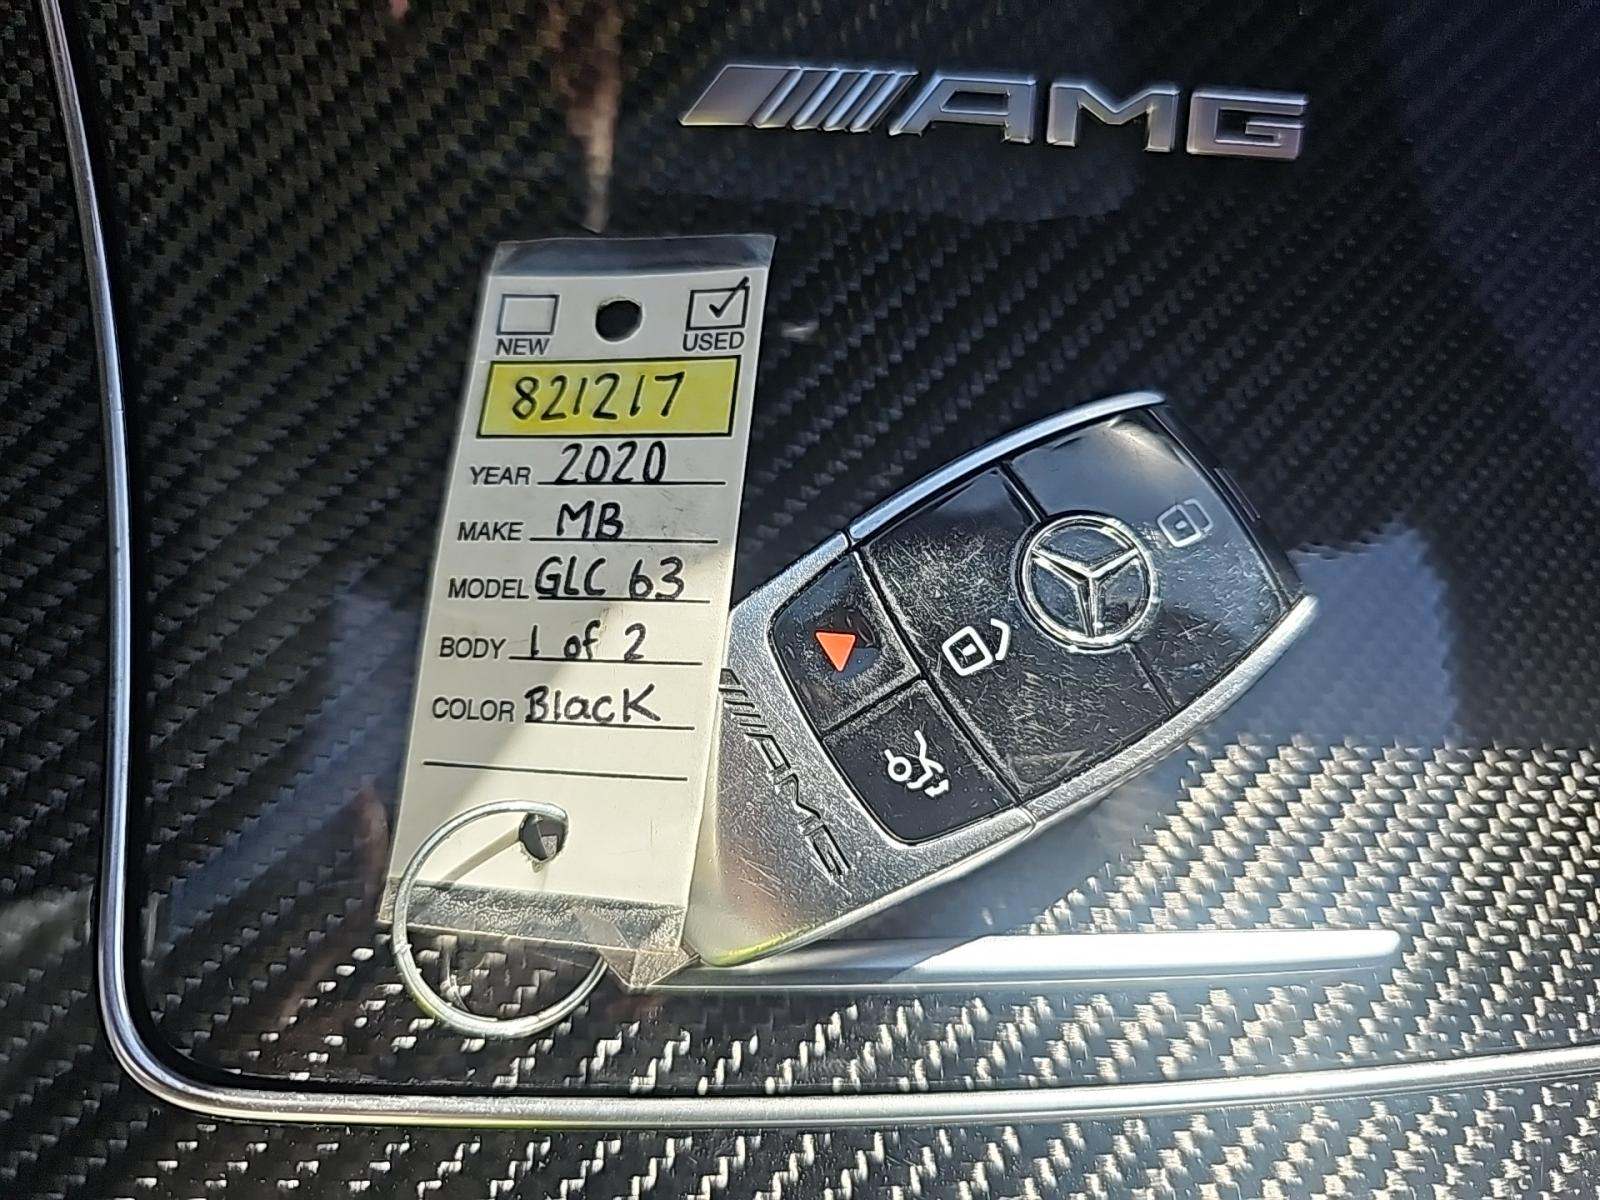 AMG
NEW USED
821217
YEAR 2020
MAKE MB
MODEL GLC 63
BODY 1 of 2
COLOR Black
AMG